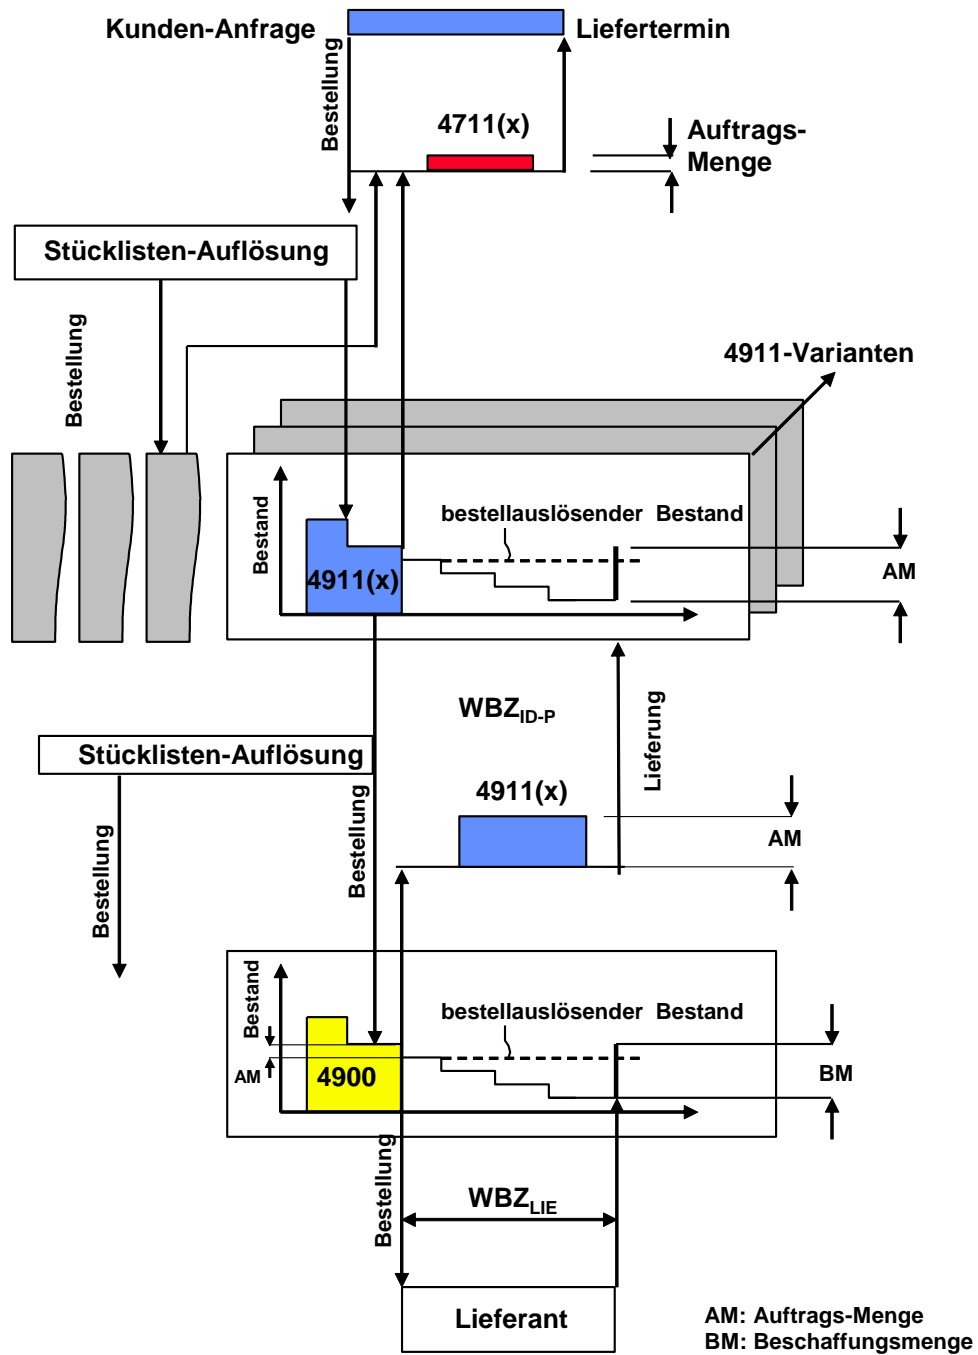 Kunden-Anfrage
Liefertermin
Bestellung
4711(x)
Auftrags-
Menge
Stücklisten-Auflösung
Bestellung
4911-Varianten
Bestand
bestellauslösender Bestand
4911(x)
AM
WBZID-P
Lieferung
Stücklisten-Auflösung
4911(x)
AM
Bestellung
Bestellung
Bestand
bestellauslösender Bestand
AM
4900
BM
Bestellung
WBZLIE
Lieferant
AM: Auftrags-Menge
BM: Beschaffungsmenge